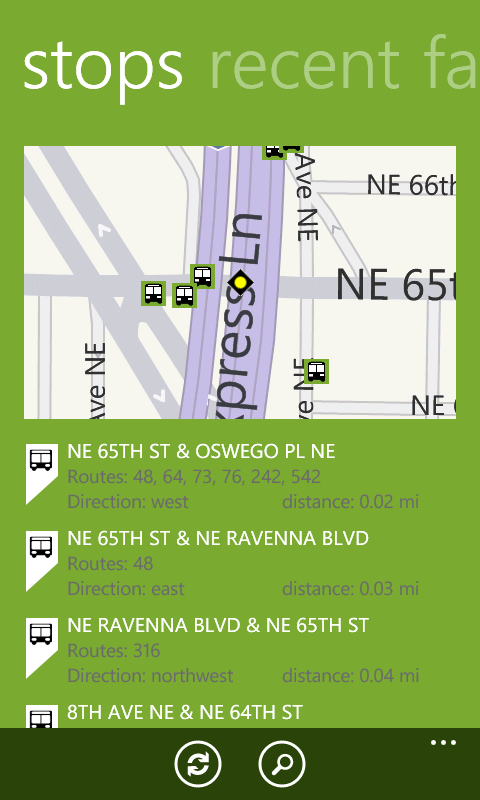 stops recent fa
Ave NE
NE 66th
xpress Ln
NE 65t
Ave NE
ve NE
NE
NE 65TH ST & OSWEGO PL NE
Routes: 48, 64, 73, 76, 242, 542
Direction: west distance: 0.02 mi
NE 65TH ST & NE RAVENNA BLVD
Routes: 48
Direction: east distance: 0.03 mi
NE RAVENNA BLVD & NE 65TH ST
Routes: 316
Direction: northwest distance: 0.04 mi
8TH AVE NE & NE 64TH ST